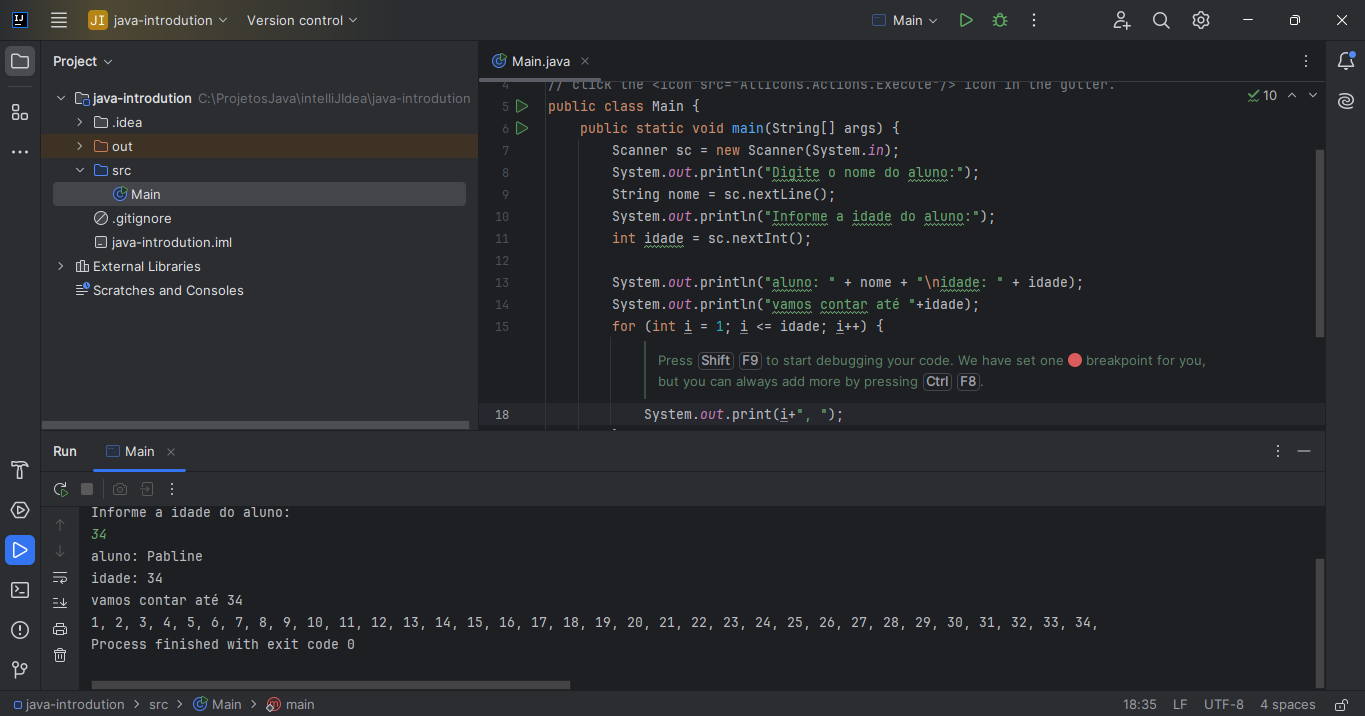 IJ
JI java-introdution Version control Main
Project
java-introdution C:\ProjetosJava\intelliJIdea\java-introdution
.idea
out
src
Main
.gitignore
java-introdution.iml
External Libraries
Scratches and Consoles
Main.java
4 // click the <icon src="AllIcons.Actions.Execute"/> icon in the gutter.
5 public class Main {
6 public static void main(String[] args) {
7 Scanner sc = new Scanner(System.in);
8 System.out.println("Digite o nome do aluno:");
9 String nome = sc.nextLine();
10 System.out.println("Informe a idade do aluno:");
11 int idade = sc.nextInt();
12
13 System.out.println("aluno: " + nome + "\nidade: " + idade);
14 System.out.println("vamos contar até "+idade);
15 for (int i = 1; i <= idade; i++) {
Press Shift F9 to start debugging your code. We have set one breakpoint for you,
but you can always add more by pressing Ctrl F8.
18 System.out.print(i+", ");
10
Run Main
Informe a idade do aluno:
34
aluno: Pabline
idade: 34
vamos contar até 34
1, 2, 3, 4, 5, 6, 7, 8, 9, 10, 11, 12, 13, 14, 15, 16, 17, 18, 19, 20, 21, 22, 23, 24, 25, 26, 27, 28, 29, 30, 31, 32, 33, 34,
Process finished with exit code 0
java-introdution > src > Main > main 18:35 LF UTF-8 4 spaces